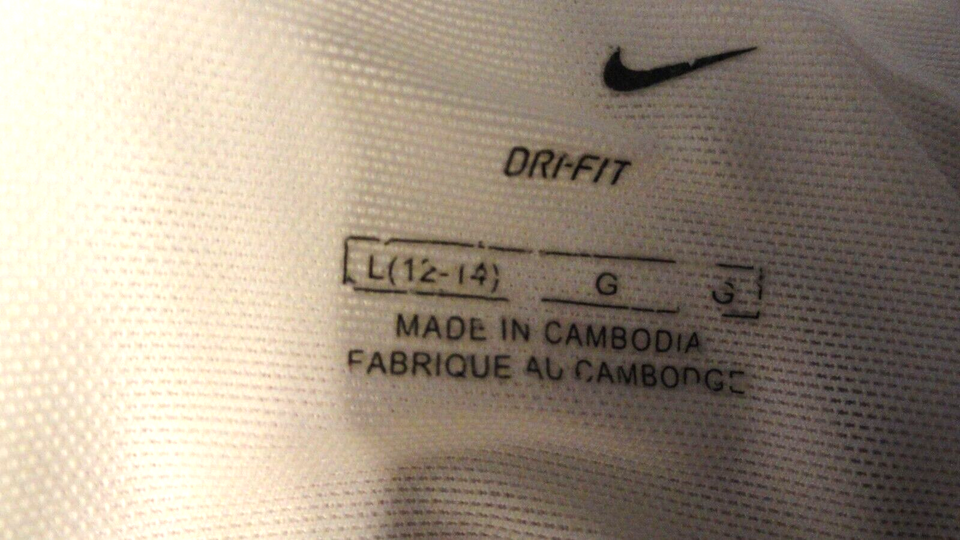 DRI-FIT
L(12-14) G G
MADE IN CAMBODIA
FABRIQUE AU CAMBODGE